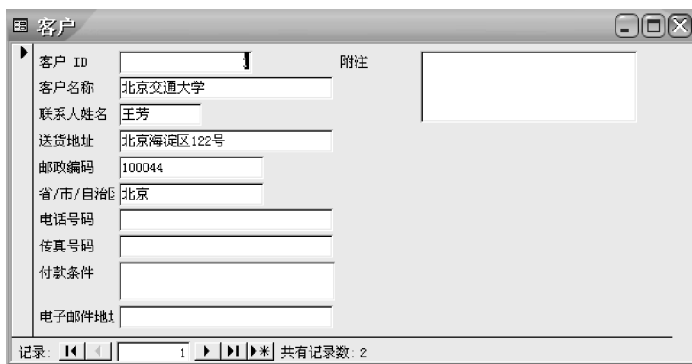 客户
客户 ID
附注
客户名称 北京交通大学
联系人姓名 王芳
送货地址 北京海淀区122号
邮政编码 100044
省/市/自治区 北京
电话号码
传真号码
付款条件
电子邮件地址
记录: 1 共有记录数: 2